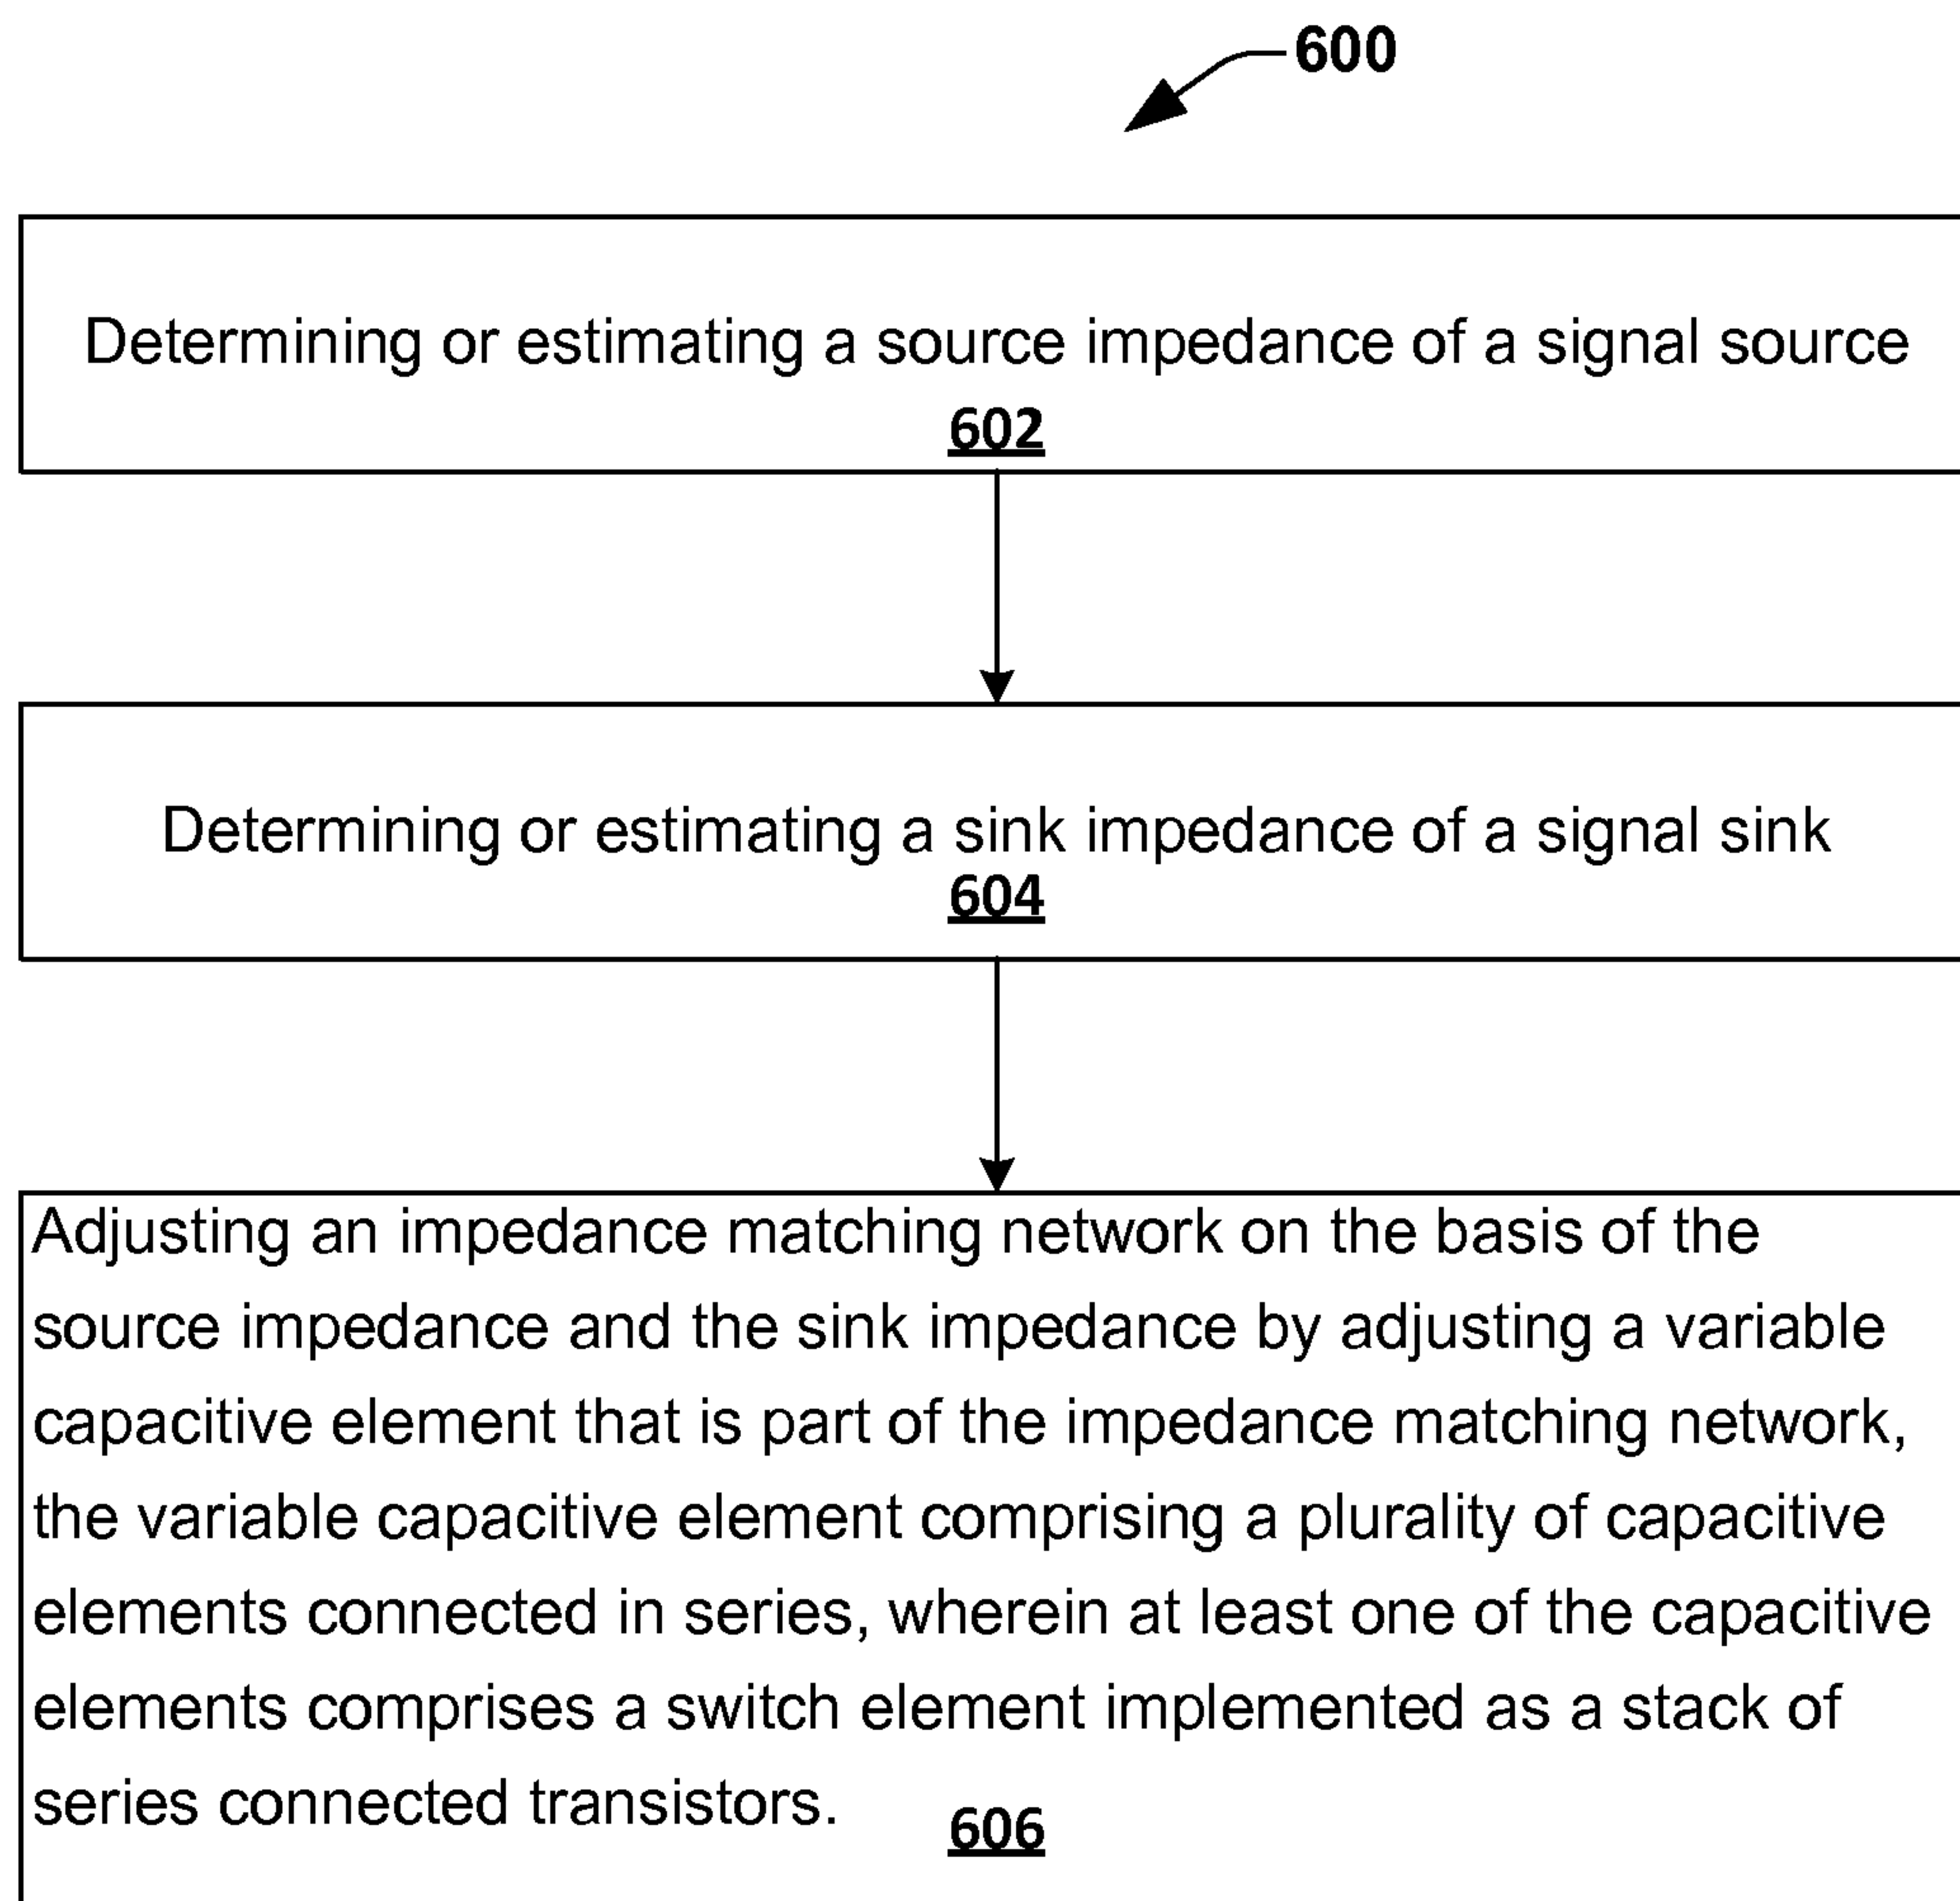 600
Determining or estimating a source impedance of a signal source
602
Determining or estimating a sink impedance of a signal sink
604
Adjusting an impedance matching network on the basis of the
source impedance and the sink impedance by adjusting a variable
capacitive element that is part of the impedance matching network,
the variable capacitive element comprising a plurality of capacitive
elements connected in series, wherein at least one of the capacitive
elements comprises a switch element implemented as a stack of
series connected transistors.
606